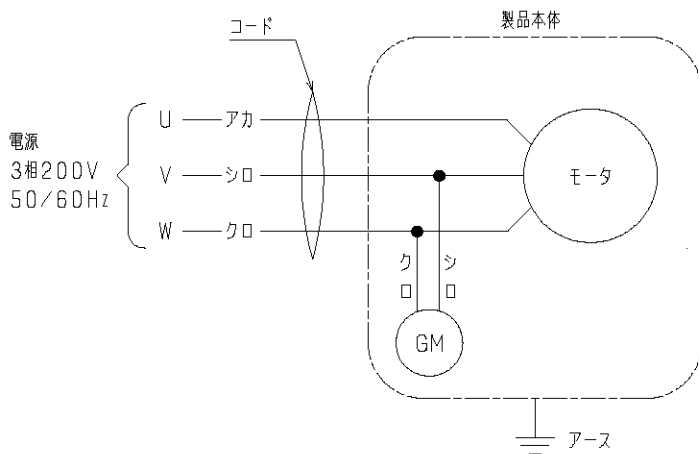 製品本体
コード
U アカ
電源
3相200V
50/60Hz
V シロ
モータ
W クロ
クロ
シロ
GM
アース